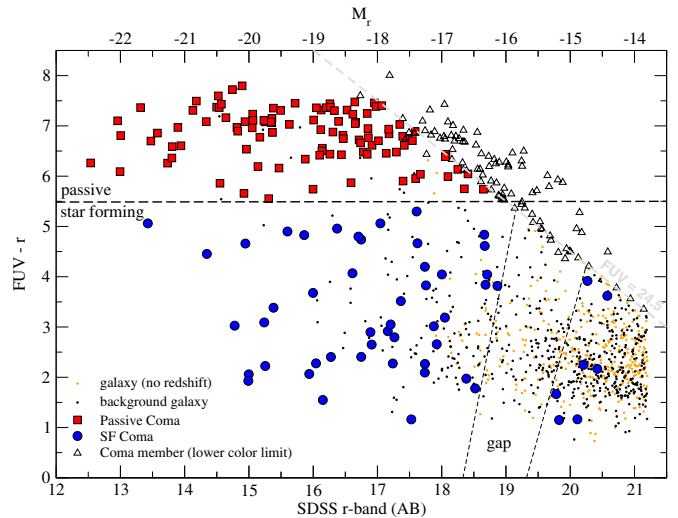 M_r
-22 -21 -20 -19 -18 -17 -16 -15 -14
8
7
6
5
4
3
2
1
0
FUV - r
passive
star forming
FUV = 24.5
galaxy (no redshift)
background galaxy
Passive Coma
SF Coma
Coma member (lower color limit)
gap
12 13 14 15 16 17 18 19 20 21
SDSS r-band (AB)